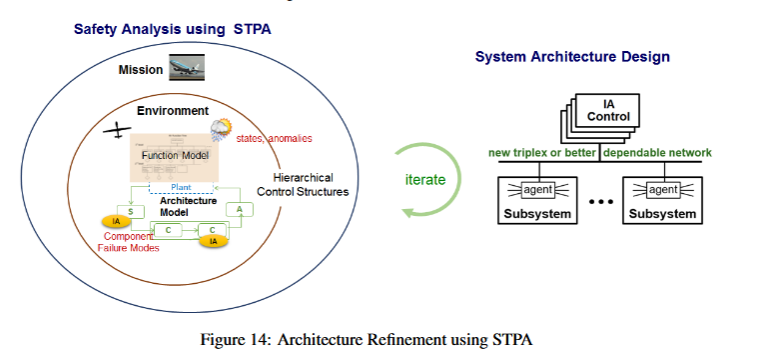 Safety Analysis using STPA
Mission
Environment
states, anomalies
Function Model
Hierarchical
Control Structures
Plant
Architecture
Model
S
A
IA
C
C
IA
Component
Failure Modes
iterate
System Architecture Design
IA
Control
new triplex or better dependable network
agent
agent
Subsystem
Subsystem
Figure 14: Architecture Refinement using STPA